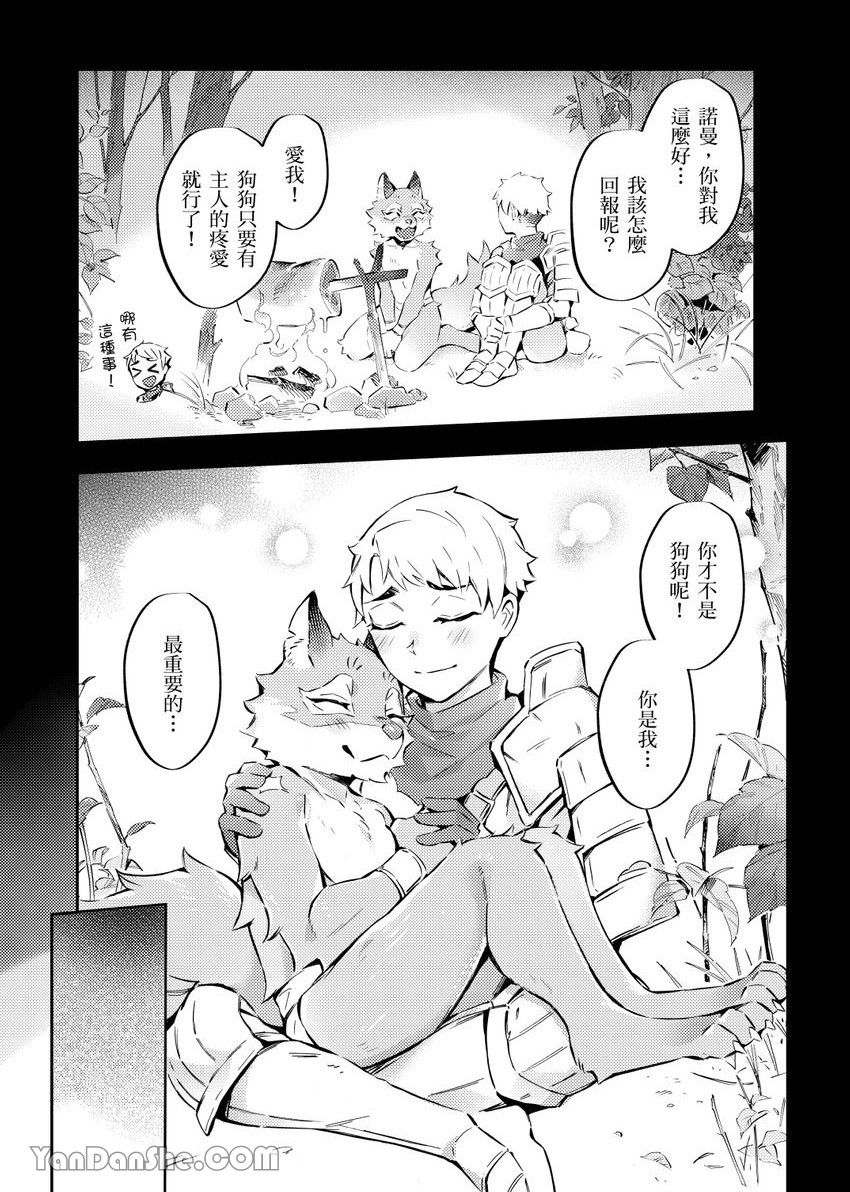 諾曼，你對我
這麼好…
我該怎麼
回報呢？
愛我！
狗狗只要有
主人的疼愛
就行了！
哪有
這種事！
你才不是
狗狗呢！
你是我…
最重要的…
YanDanShe.com